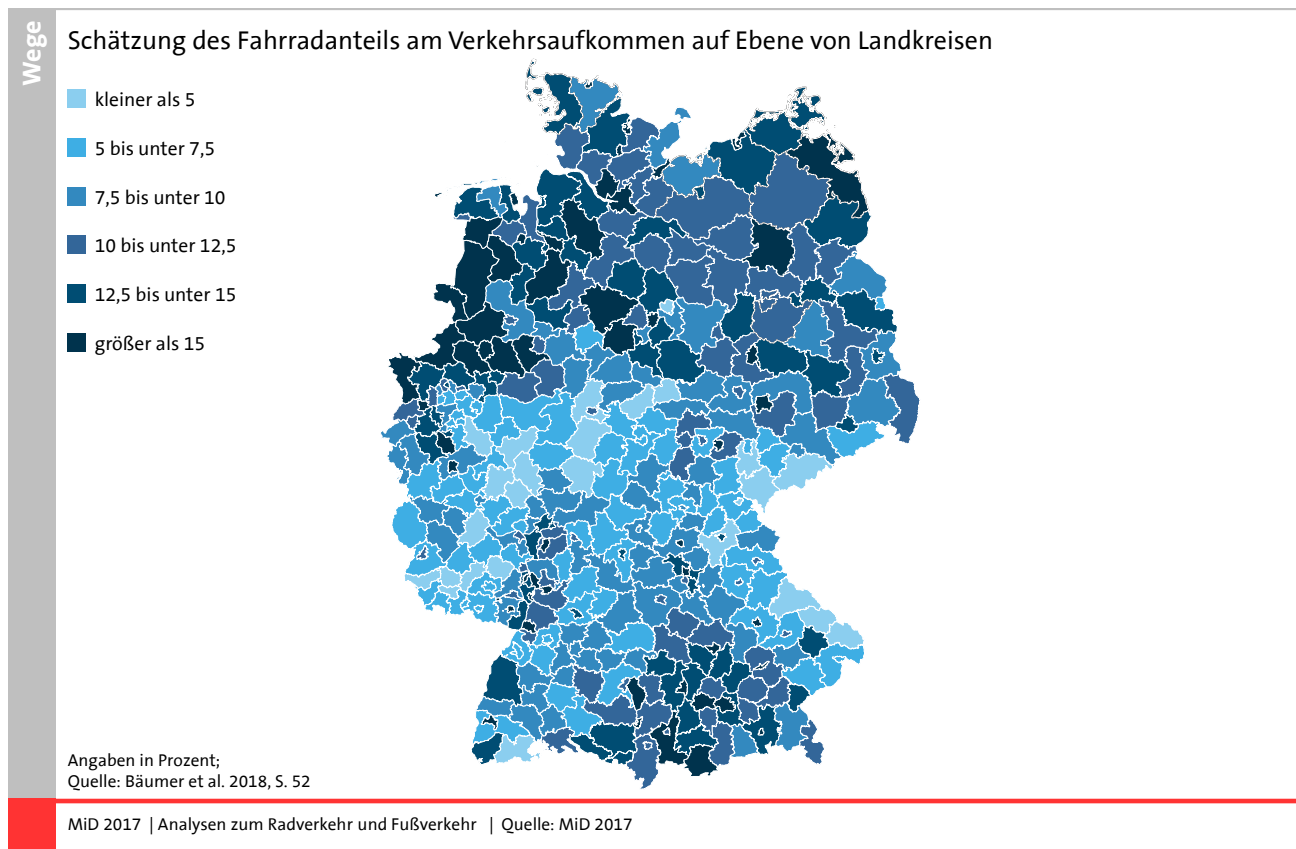 Wege
Schätzung des Fahrradanteils am Verkehrsaufkommen auf Ebene von Landkreisen
kleiner als 5
5 bis unter 7,5
7,5 bis unter 10
10 bis unter 12,5
12,5 bis unter 15
größer als 15
Angaben in Prozent;
Quelle: Bäumer et al. 2018, S. 52
MiD 2017 | Analysen zum Radverkehr und Fußverkehr | Quelle: MiD 2017